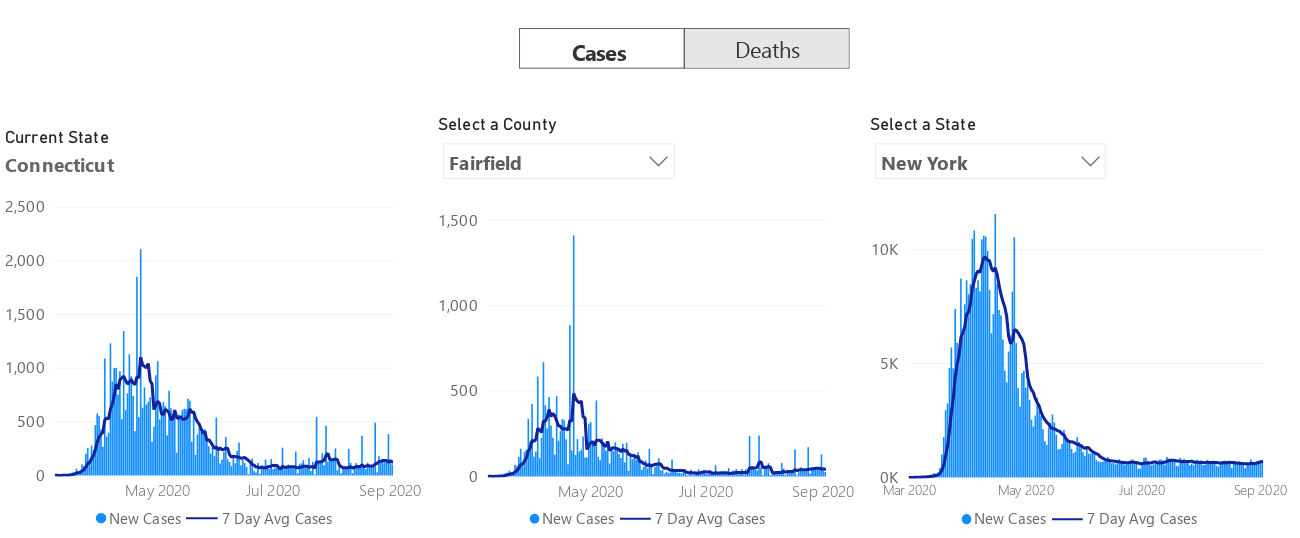 Cases Deaths
Current State
Connecticut
2,500
2,000
1,500
1,000
500
0
May 2020 Jul 2020 Sep 2020
New Cases 7 Day Avg Cases
Select a County
Fairfield
1,500
1,000
500
0
May 2020 Jul 2020 Sep 2020
New Cases 7 Day Avg Cases
Select a State
New York
10K
5K
0K
Mar 2020 May 2020 Jul 2020 Sep 2020
New Cases 7 Day Avg Cases